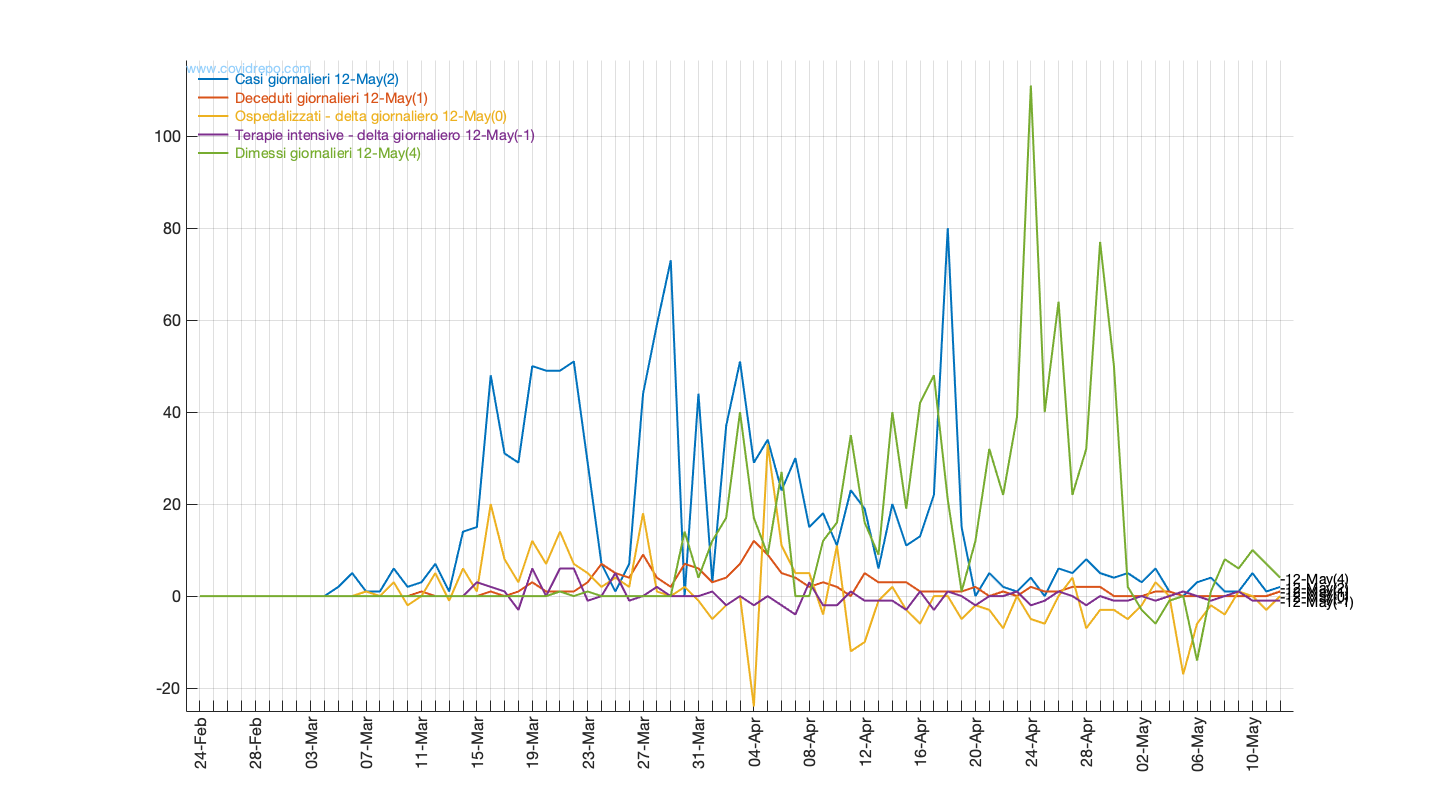 www.covidrepo.com
Casi giornalieri 12-May(2)
Deceduti giornalieri 12-May(1)
Ospedalizzati - delta giornaliero 12-May(0)
Terapie intensive - delta giornaliero 12-May(-1)
Dimessi giornalieri 12-May(4)
100
80
60
40
20
0
-20
12-May(4)
12-May(-1)
24-Feb
28-Feb
03-Mar
07-Mar
11-Mar
15-Mar
19-Mar
23-Mar
27-Mar
31-Mar
04-Apr
08-Apr
12-Apr
16-Apr
20-Apr
24-Apr
28-Apr
02-May
06-May
10-May